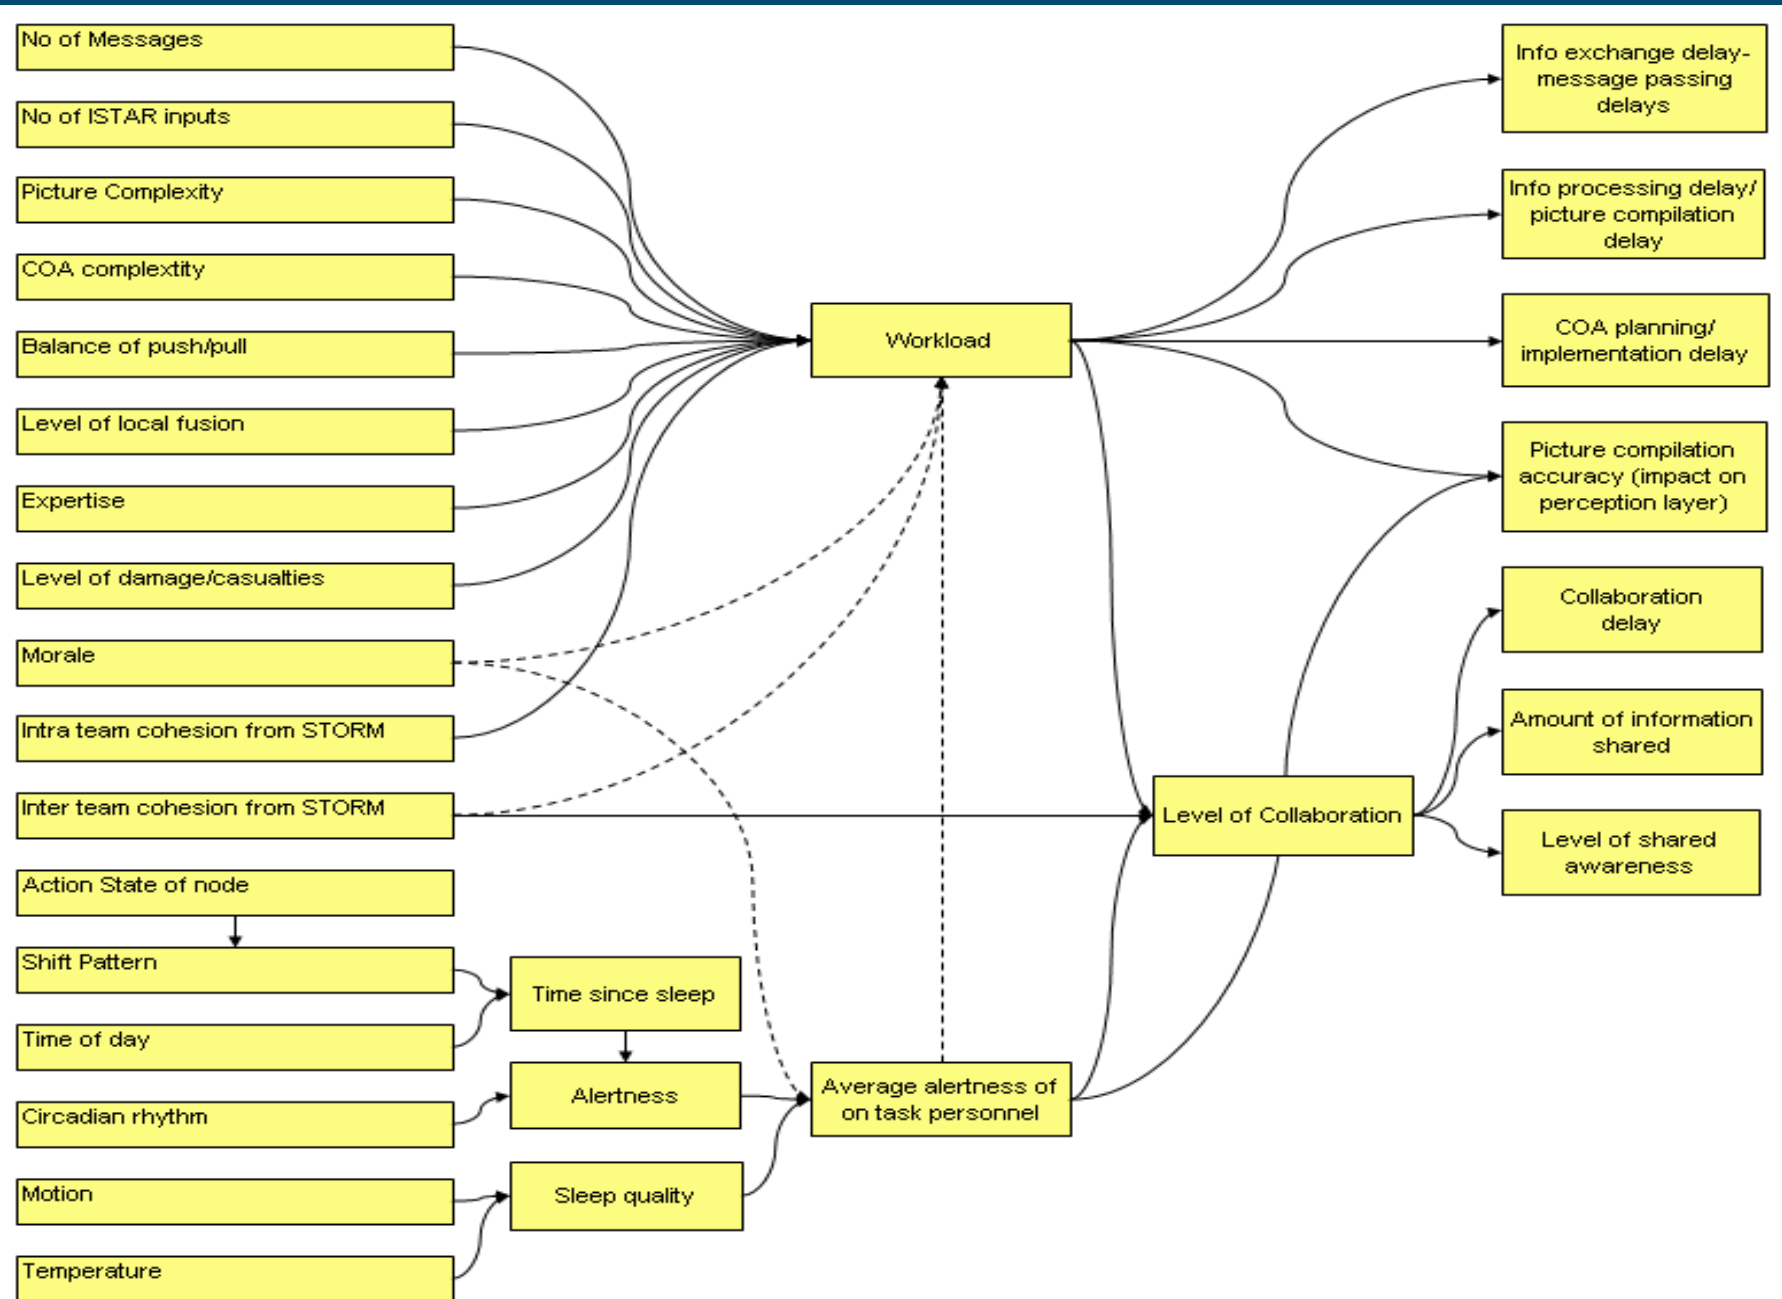 No of Messages
No of ISTAR inputs
Picture Complexity
COA complextity
Balance of push/pull
Level of local fusion
Expertise
Level of damage/casualties
Morale
Intra team cohesion from STORM
Inter team cohesion from STORM
Action State of node
Shift Pattern
Time of day
Circadian rhythm
Motion
Temperature
Time since sleep
Alertness
Sleep quality
Workload
Average alertness of
on task personnel
Level of Collaboration
Info exchange delay-
message passing
delays
Info processing delay/
picture compilation
delay
COA planning/
implementation delay
Picture compilation
accuracy (impact on
perception layer)
Collaboration
delay
Amount of information
shared
Level of shared
awareness